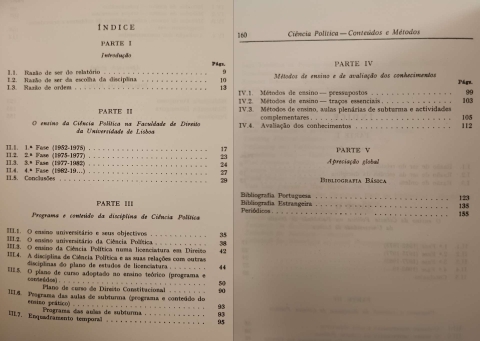 ÍNDICE
PARTE I
Introdução
Págs.
I.1. Razão de ser do relatório 9
I.2. Razão de ser da escolha da disciplina 10
I.3. Razão de ordem 13
PARTE II
O ensino da Ciência Política na Faculdade de Direito
da Universidade de Lisboa
II.1. 1.ª Fase (1952-1975) 17
II.2. 2.ª Fase (1975-1977) 23
II.3. 3.ª Fase (1977-1982) 24
II.4. 4.ª Fase (1982-19...) 27
II.5. Conclusões 29
PARTE III
Programa e conteúdo da disciplina de Ciência Política
III.1. O ensino universitário e seus objectivos 35
III.2. O ensino universitário da Ciência Política 38
III.3. O ensino da Ciência Política numa licenciatura em Direito 42
III.4. A disciplina de Ciência Política e as suas relações com outras
disciplinas do plano de estudos de licenciatura 44
III.5. O plano de curso adoptado no ensino teórico (programa e
conteúdos) 50
Plano de curso de Direito Constitucional 90
III.6. Programa das aulas de subturma (programa e conteúdo do
ensino prático) 93
Programa das aulas de subturma 93
III.7. Enquadramento temporal 95
160 Ciência Política — Conteúdos e Métodos
PARTE IV
Métodos de ensino e de avaliação dos conhecimentos
Págs.
IV.1. Métodos de ensino — pressupostos 99
IV.2. Métodos de ensino — traços essenciais 103
IV.3. Métodos de ensino, aulas plenárias de subturma e actividades
complementares 105
IV.4. Avaliação dos conhecimentos 112
PARTE V
Apreciação global
BIBLIOGRAFIA BÁSICA
Bibliografia Portuguesa 123
Bibliografia Estrangeira 135
Periódicos 155